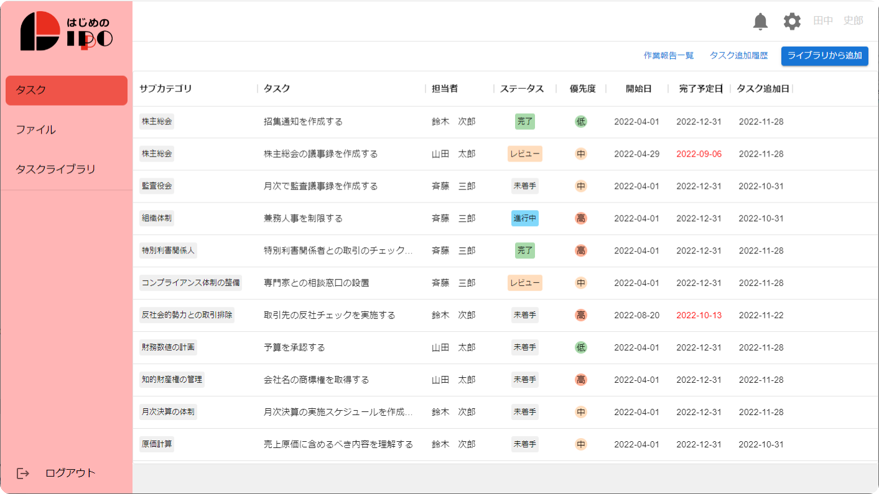 はじめの
IPO
田中 史郎
作業報告一覧 タスク追加履歴 ライブラリから追加
タスク
ファイル
タスクライブラリ
ログアウト
サブカテゴリ タスク 担当者 ステータス 優先度 開始日 完了予定日 タスク追加日
株主総会 招集通知を作成する 鈴木 次郎 完了 低 2022-04-01 2022-12-31 2022-11-28
株主総会 株主総会の議事録を作成する 山田 太郎 レビュー 中 2022-04-29 2022-09-06 2022-11-28
監査役会 月次で監査議事録を作成する 斉藤 三郎 未着手 中 2022-04-01 2022-12-31 2022-10-31
組織体制 兼務人事を制限する 斉藤 三郎 進行中 高 2022-04-01 2022-12-31 2022-10-31
特別利害関係人 特別利害関係者との取引のチェック... 斉藤 三郎 完了 高 2022-04-01 2022-12-31 2022-11-28
コンプライアンス体制の整備 専門家との相談窓口の設置 斉藤 三郎 レビュー 中 2022-04-01 2022-12-31 2022-11-28
反社会的勢力との取引排除 取引先の反社チェックを実施する 鈴木 次郎 未着手 高 2022-08-20 2022-10-13 2022-11-22
財務数値の計画 予算を承認する 山田 太郎 未着手 低 2022-04-01 2022-12-31 2022-11-28
知的財産権の管理 会社名の商標権を取得する 山田 太郎 未着手 高 2022-04-01 2022-12-31 2022-11-28
月次決算の体制 月次決算の実施スケジュールを作成... 鈴木 次郎 未着手 中 2022-04-01 2022-12-31 2022-11-28
原価計算 売上原価に含めるべき内容を理解する 鈴木 次郎 未着手 中 2022-04-01 2022-12-31 2022-10-31